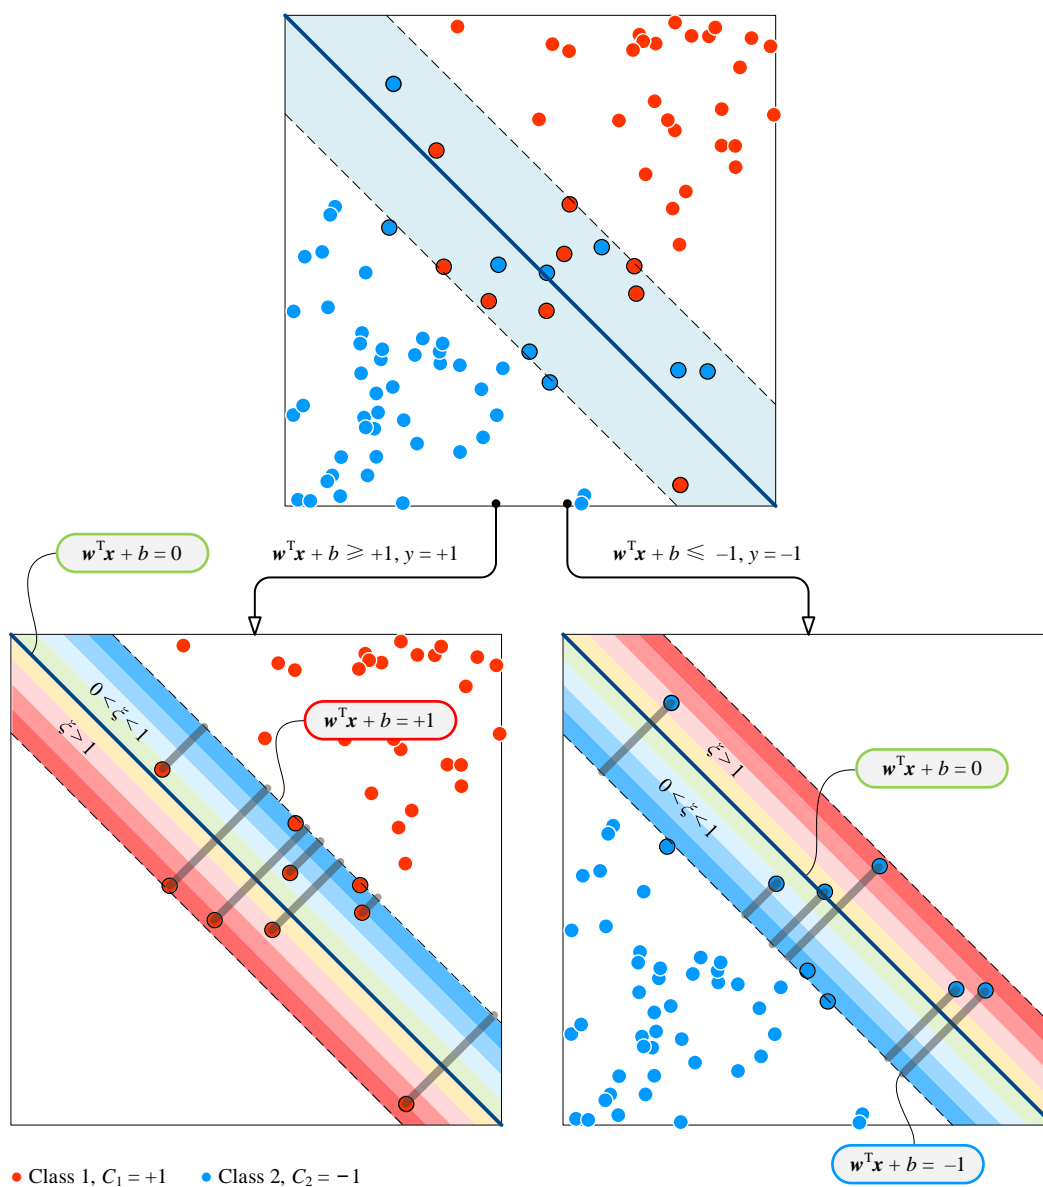 wᵀx + b = 0
wᵀx + b ⩾ +1, y = +1
wᵀx + b ⩽ –1, y = –1
0 < ξ < 1
ξ > 1
wᵀx + b = +1
ξ > 1
0 < ξ < 1
wᵀx + b = 0
wᵀx + b = –1
Class 1, C₁ = +1 Class 2, C₂ = −1